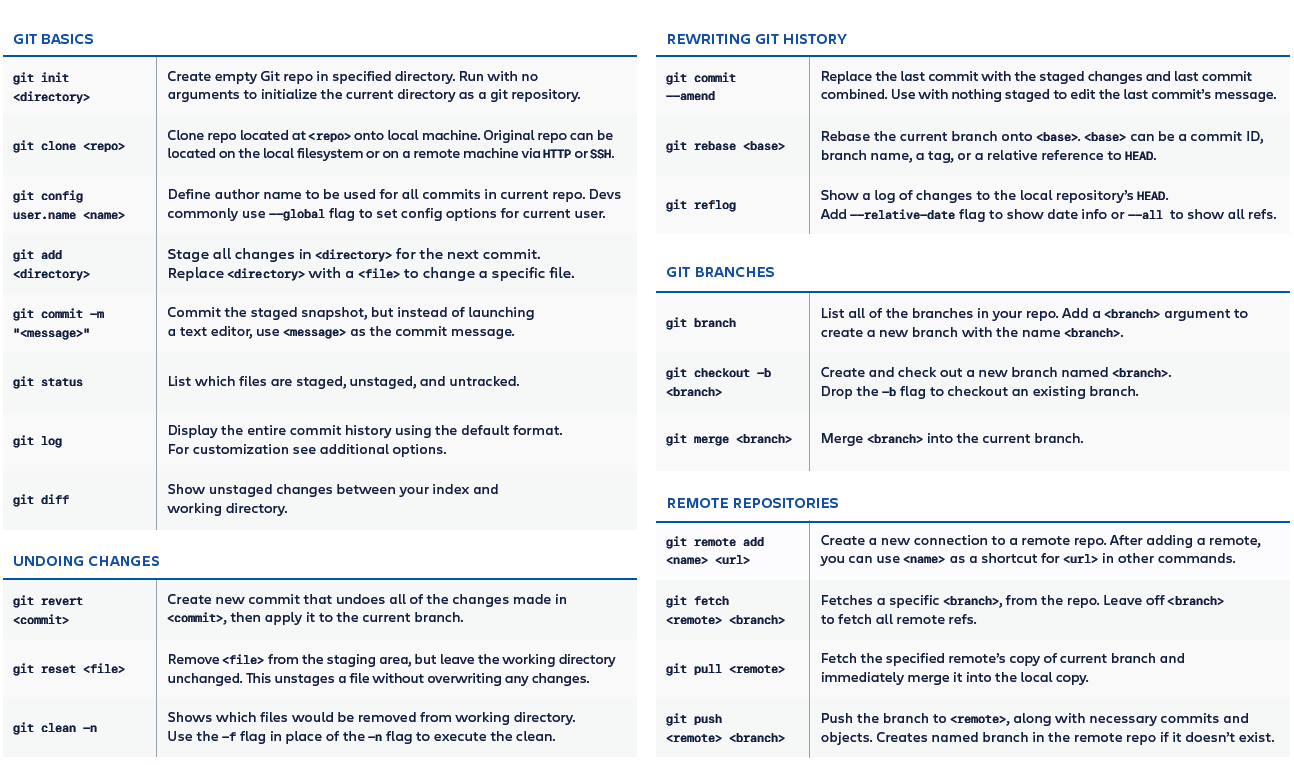 GIT BASICS
git init
<directory>
Create empty Git repo in specified directory. Run with no
arguments to initialize the current directory as a git repository.
git clone <repo>
Clone repo located at <repo> onto local machine. Original repo can be
located on the local filesystem or on a remote machine via HTTP or SSH.
git config
user.name <name>
Define author name to be used for all commits in current repo. Devs
commonly use --global flag to set config options for current user.
git add
<directory>
Stage all changes in <directory> for the next commit.
Replace <directory> with a <file> to change a specific file.
git commit -m
"<message>"
Commit the staged snapshot, but instead of launching
a text editor, use <message> as the commit message.
git status
List which files are staged, unstaged, and untracked.
git log
Display the entire commit history using the default format.
For customization see additional options.
git diff
Show unstaged changes between your index and
working directory.
UNDOING CHANGES
git revert
<commit>
Create new commit that undoes all of the changes made in
<commit>, then apply it to the current branch.
git reset <file>
Remove <file> from the staging area, but leave the working directory
unchanged. This unstages a file without overwriting any changes.
git clean -n
Shows which files would be removed from working directory.
Use the -f flag in place of the -n flag to execute the clean.
REWRITING GIT HISTORY
git commit
--amend
Replace the last commit with the staged changes and last commit
combined. Use with nothing staged to edit the last commit's message.
git rebase <base>
Rebase the current branch onto <base>. <base> can be a commit ID,
branch name, a tag, or a relative reference to HEAD.
git reflog
Show a log of changes to the local repository's HEAD.
Add --relative-date flag to show date info or --all to show all refs.
GIT BRANCHES
git branch
List all of the branches in your repo. Add a <branch> argument to
create a new branch with the name <branch>.
git checkout -b
<branch>
Create and check out a new branch named <branch>.
Drop the -b flag to checkout an existing branch.
git merge <branch>
Merge <branch> into the current branch.
REMOTE REPOSITORIES
git remote add
<name> <url>
Create a new connection to a remote repo. After adding a remote,
you can use <name> as a shortcut for <url> in other commands.
git fetch
<remote> <branch>
Fetches a specific <branch>, from the repo. Leave off <branch>
to fetch all remote refs.
git pull <remote>
Fetch the specified remote's copy of current branch and
immediately merge it into the local copy.
git push
<remote> <branch>
Push the branch to <remote>, along with necessary commits and
objects. Creates named branch in the remote repo if it doesn't exist.